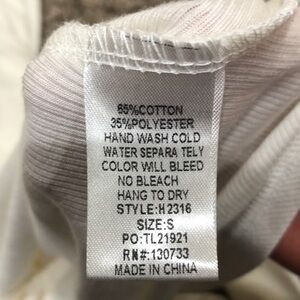 65%COTTON
35%POLYESTER
HAND WASH COLD
WATER SEPARA TELY
COLOR WILL BLEED
NO BLEACH
HANG TO DRY
STYLE:H2316
SIZE:S
PO:TL21921
RN#:130733
MADE IN CHINA